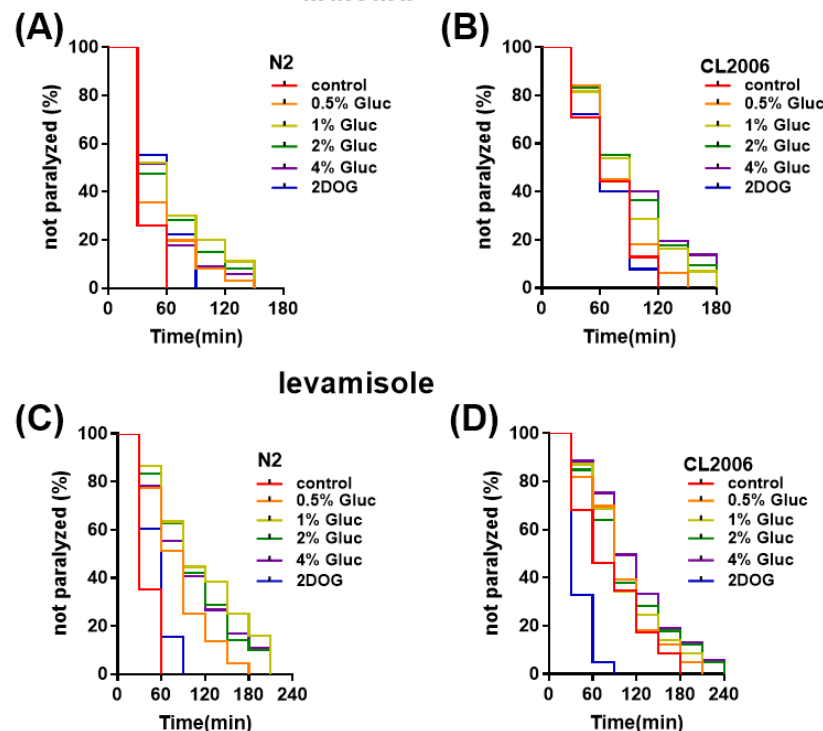 (A)
N2
control
0.5% Gluc
1% Gluc
2% Gluc
4% Gluc
2DOG
not paralyzed (%)
100
80
60
40
20
0
0 60 120 180
Time(min)
(B)
CL2006
control
0.5% Gluc
1% Gluc
2% Gluc
4% Gluc
2DOG
not paralyzed (%)
100
80
60
40
20
0
0 60 120 180
Time(min)
levamisole
(C)
N2
control
0.5% Gluc
1% Gluc
2% Gluc
4% Gluc
2DOG
not paralyzed (%)
100
80
60
40
20
0
0 60 120 180 240
Time(min)
(D)
CL2006
control
0.5% Gluc
1% Gluc
2% Gluc
4% Gluc
2DOG
not paralyzed (%)
100
80
60
40
20
0
0 60 120 180 240
Time(min)